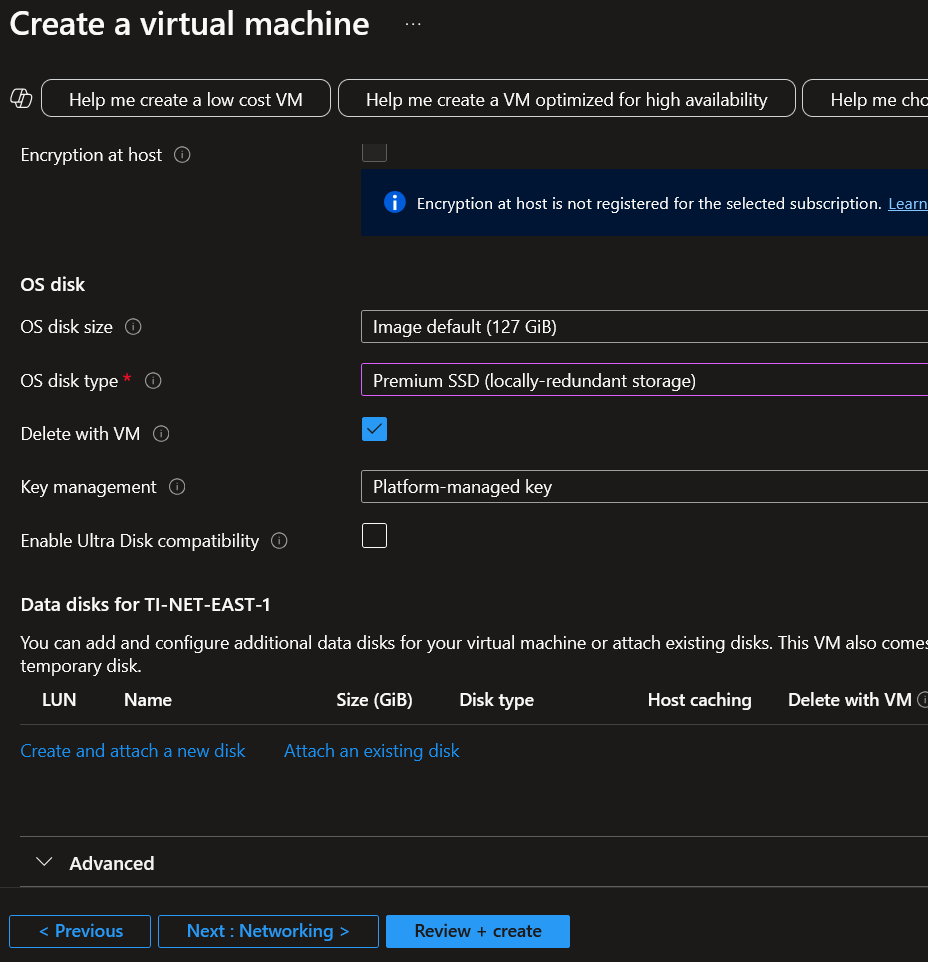 Create a virtual machine ...
Help me create a low cost VM
Help me create a VM optimized for high availability
Help me
Encryption at host
Encryption at host is not registered for the selected subscription. Learn
OS disk
OS disk size
Image default (127 GiB)
OS disk type *
Premium SSD (locally-redundant storage)
Delete with VM
Key management
Platform-managed key
Enable Ultra Disk compatibility
Data disks for TI-NET-EAST-1
You can add and configure additional data disks for your virtual machine or attach existing disks. This VM also comes
temporary disk.
LUN Name Size (GiB) Disk type Host caching Delete with VM
Create and attach a new disk Attach an existing disk
Advanced
< Previous
Next : Networking >
Review + create